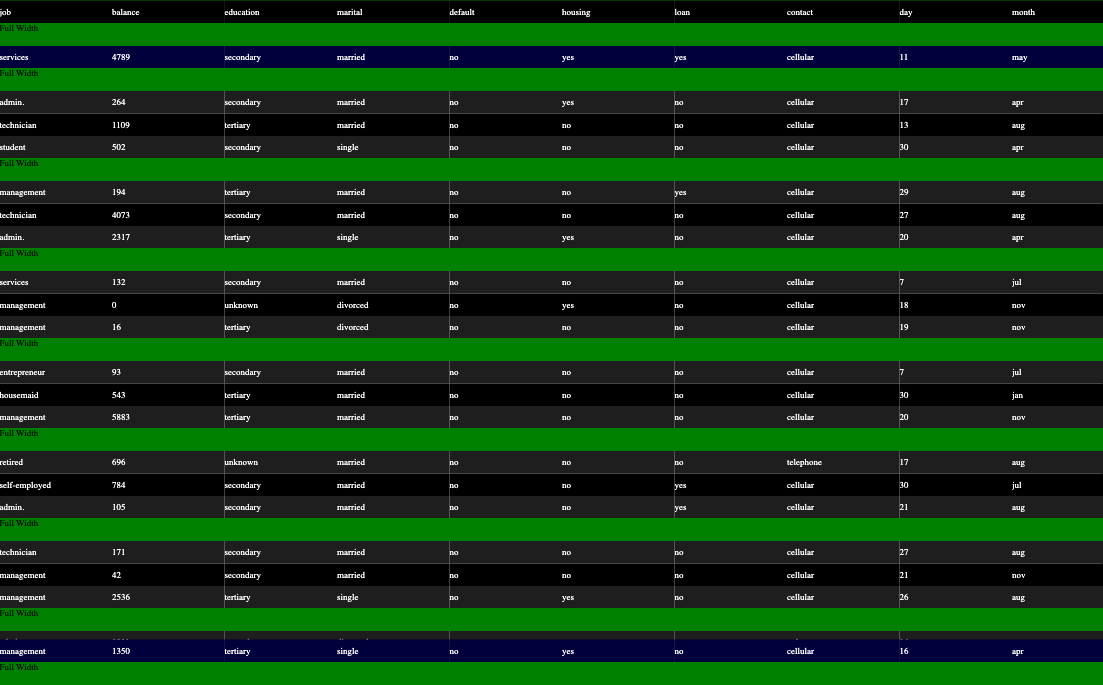 job balance education marital default housing loan contact day month
Full Width
services 4789 secondary married no yes yes cellular 11 may
Full Width
admin. 264 secondary married no yes no cellular 17 apr
technician 1109 tertiary married no no no cellular 13 aug
student 502 secondary single no no no cellular 30 apr
Full Width
management 194 tertiary married no no yes cellular 29 aug
technician 4073 secondary married no no no cellular 27 aug
admin. 2317 tertiary single no yes no cellular 20 apr
Full Width
services 132 secondary married no no no cellular 7 jul
management 0 unknown divorced no yes no cellular 18 nov
management 16 tertiary divorced no no no cellular 19 nov
Full Width
entrepreneur 93 secondary married no no no cellular 7 jul
housemaid 543 tertiary married no no no cellular 30 jan
management 5883 tertiary married no no no cellular 20 nov
Full Width
retired 696 unknown married no no no telephone 17 aug
self-employed 784 secondary married no no yes cellular 30 jul
admin. 105 secondary married no no yes cellular 21 aug
Full Width
technician 171 secondary married no no no cellular 27 aug
management 42 secondary married no no no cellular 21 nov
management 2536 tertiary single no yes no cellular 26 aug
Full Width
management 1350 tertiary single no yes no cellular 16 apr
Full Width